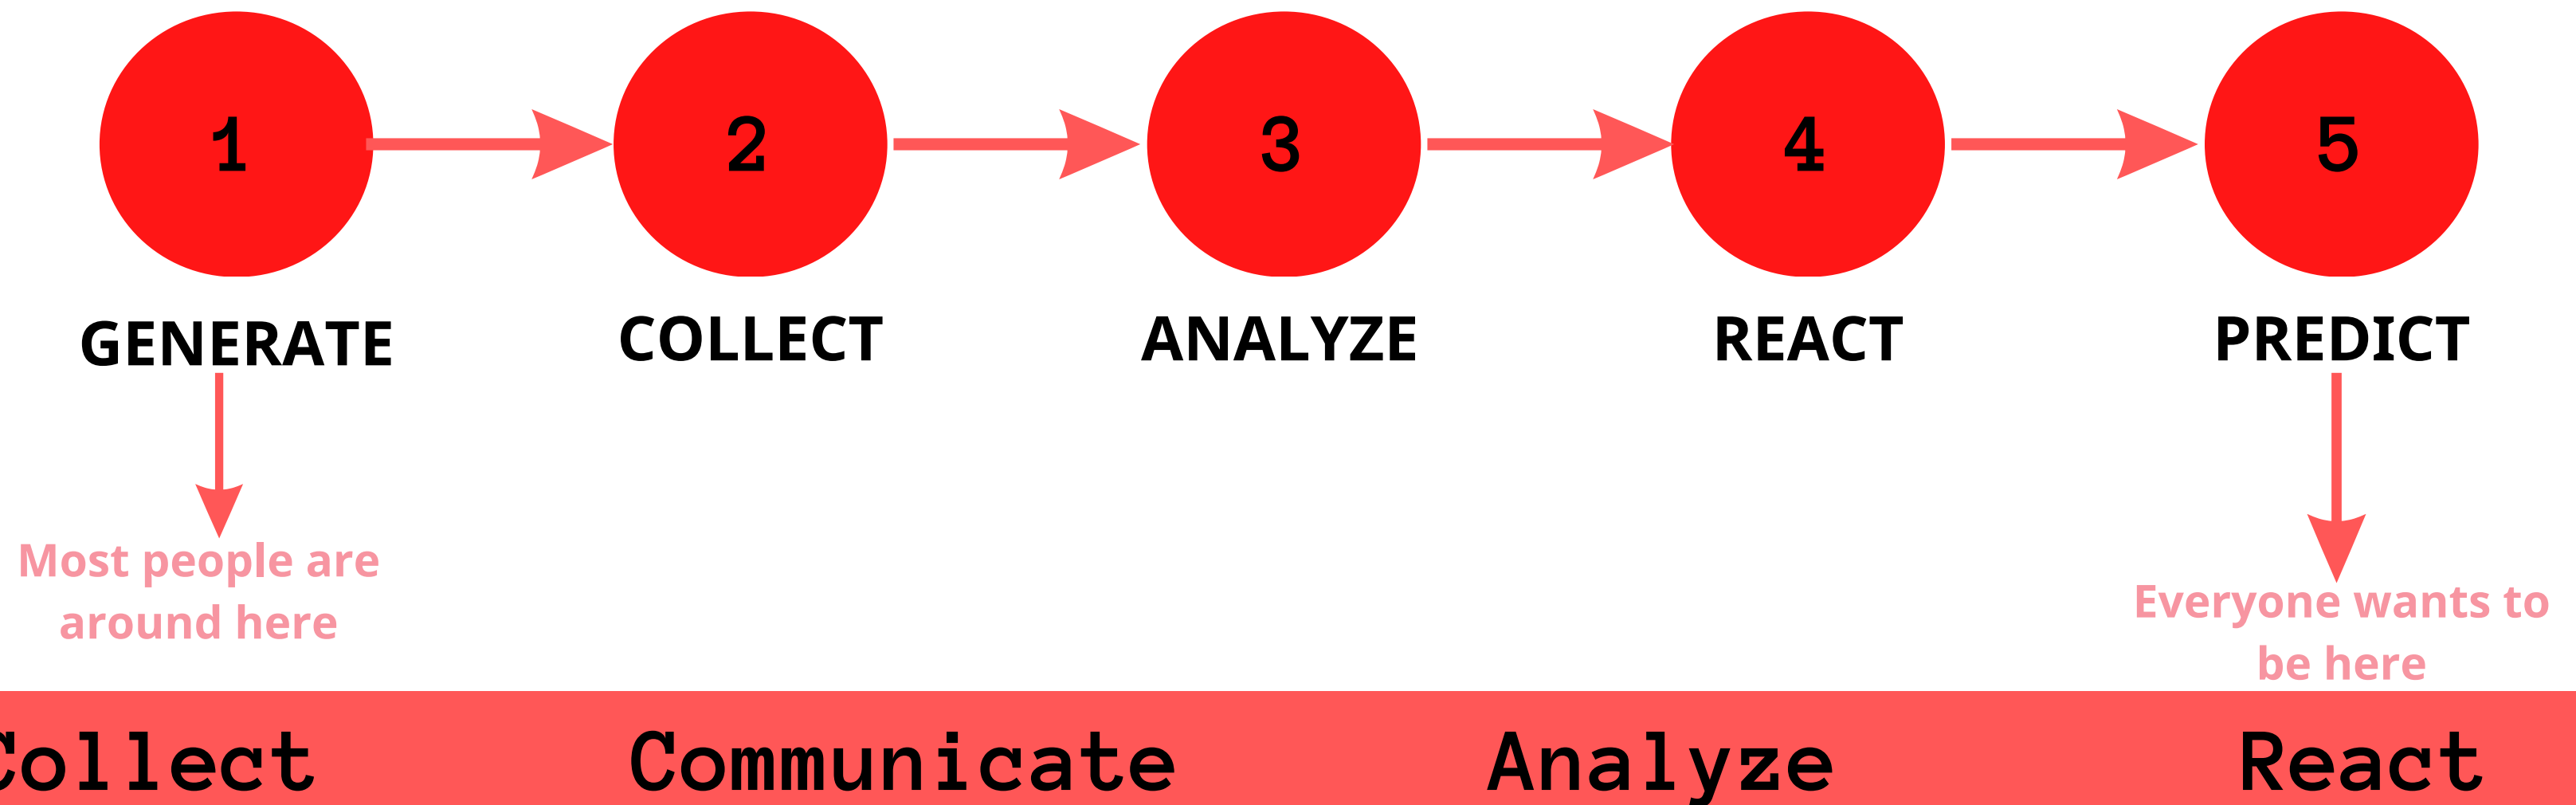 1 2 3 4 5
GENERATE COLLECT ANALYZE REACT PREDICT
Most people are
around here
Everyone wants to
be here
Collect Communicate Analyze React